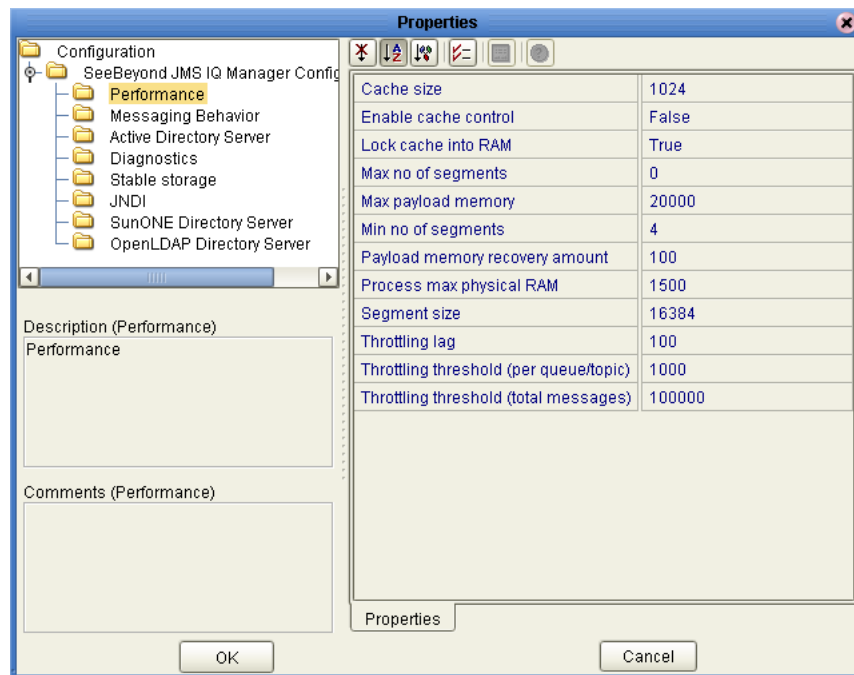 Properties
Configuration
SeeBeyond JMS IQ Manager Config
Performance
Messaging Behavior
Active Directory Server
Diagnostics
Stable storage
JNDI
SunONE Directory Server
OpenLDAP Directory Server
Description (Performance)
Performance
Comments (Performance)
Cache size 1024
Enable cache control False
Lock cache into RAM True
Max no of segments 0
Max payload memory 20000
Min no of segments 4
Payload memory recovery amount 100
Process max physical RAM 1500
Segment size 16384
Throttling lag 100
Throttling threshold (per queue/topic) 1000
Throttling threshold (total messages) 100000
Properties
OK Cancel